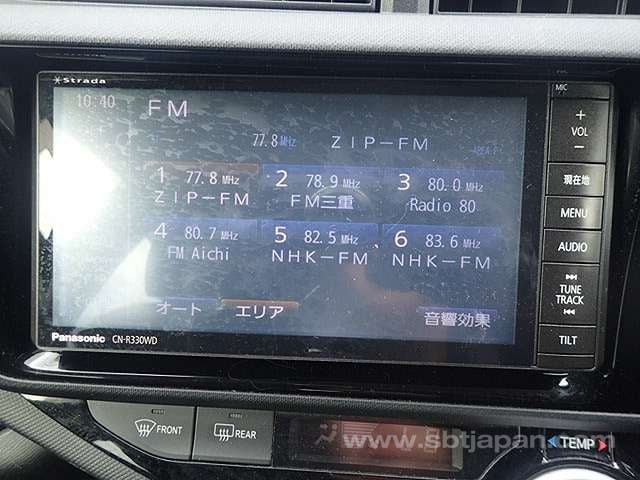 Strada
MIC
10:40
FM
77.8 MHz ZIP-FM
AREA
1 77.8 MHz
ZIP-FM
2 78.9 MHz
FM三重
3 80.0 MHz
Radio 80
4 80.7 MHz
FM Aichi
5 82.5 MHz
NHK-FM
6 83.6 MHz
NHK-FM
オート
エリア
音響効果
+
VOL
-
現在地
MENU
AUDIO
TUNE
TRACK
TILT
Panasonic CN-R330WD
FRONT
REAR
TEMP
www.sbtjapan.com